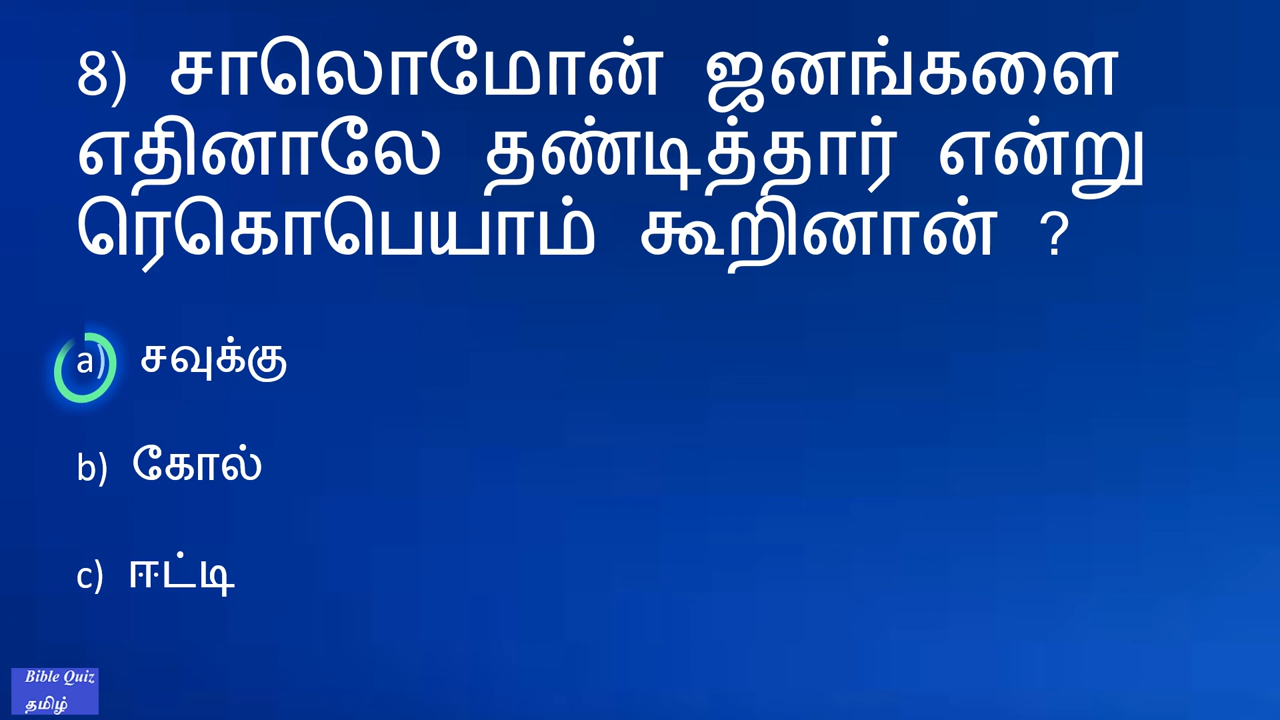 8) சாலொமோன் ஜனங்களை
எதினாலே தண்டித்தார் என்று
ரெகொபெயாம் கூறினான் ?
a) சவுக்கு
b) கோல்
c) ஈட்டி
Bible Quiz
தமிழ்